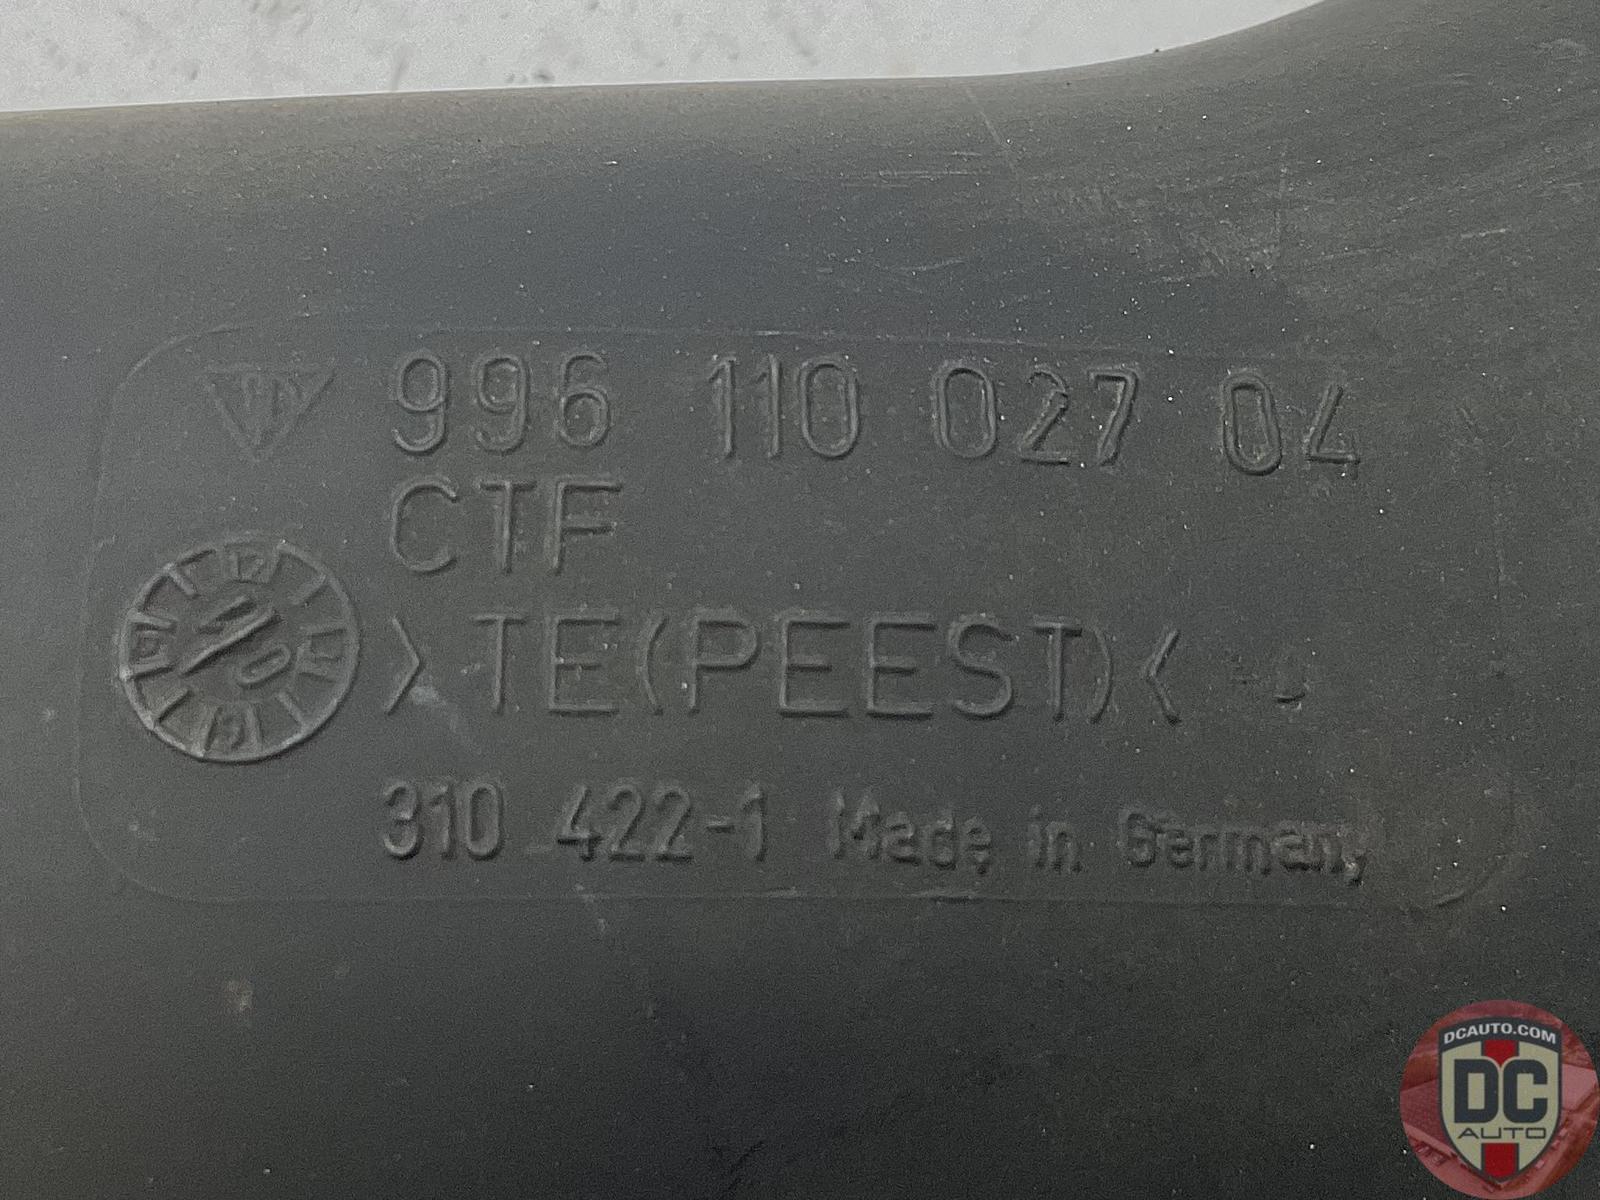 996 110 027 04
CTF
>TE(PEEST)<
310 422-1 Made in Germany
DCAUTO.COM
DC
AUTO